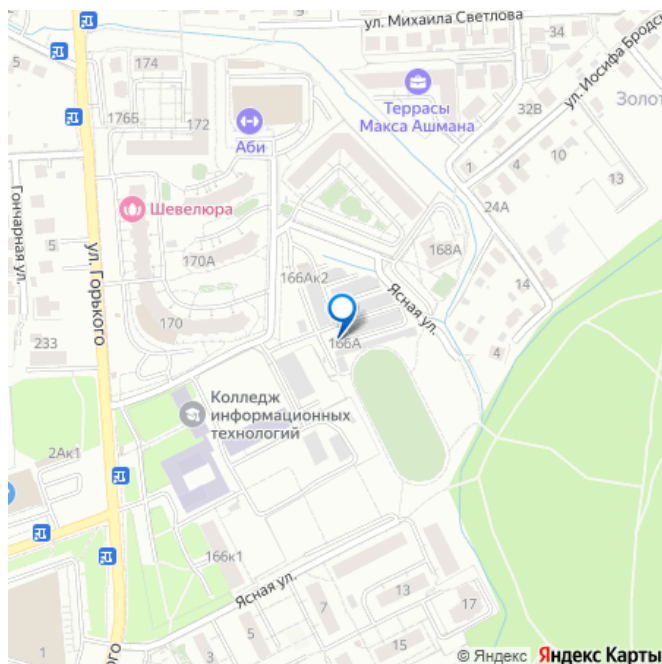 ул. Михаила Светлова
5
174
34
176Б
172
Аби
Террасы
Макса Ашмана
32В
ул. Иосифа Бродс
Золот
Гончарная ул.
Шевелюра
1
4
10
13
24А
5
170А
168А
ул. Горького
166Ак2
Ясная ул.
14
170
233
166А
4
Колледж
информационных
технологий
2Ак1
166к1
Ясная ул.
13
17
7
5
3
15
1
ого
© Яндекс Яндекс Карты